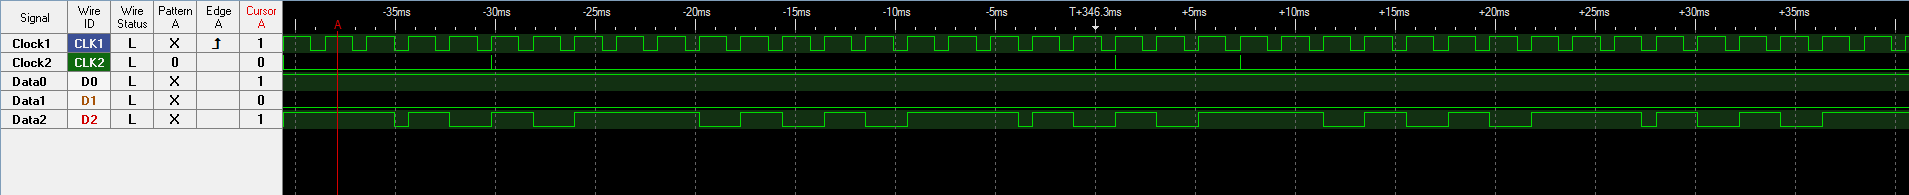 Signal Wire ID Wire Status Pattern A Edge A Cursor A
-35ms -30ms -25ms -20ms -15ms -10ms -5ms T+346.3ms +5ms +10ms +15ms +20ms +25ms +30ms +35ms
A
Clock1 CLK1 L X 1
Clock2 CLK2 L 0 0
Data0 D0 L X 1
Data1 D1 L X 0
Data2 D2 L X 1